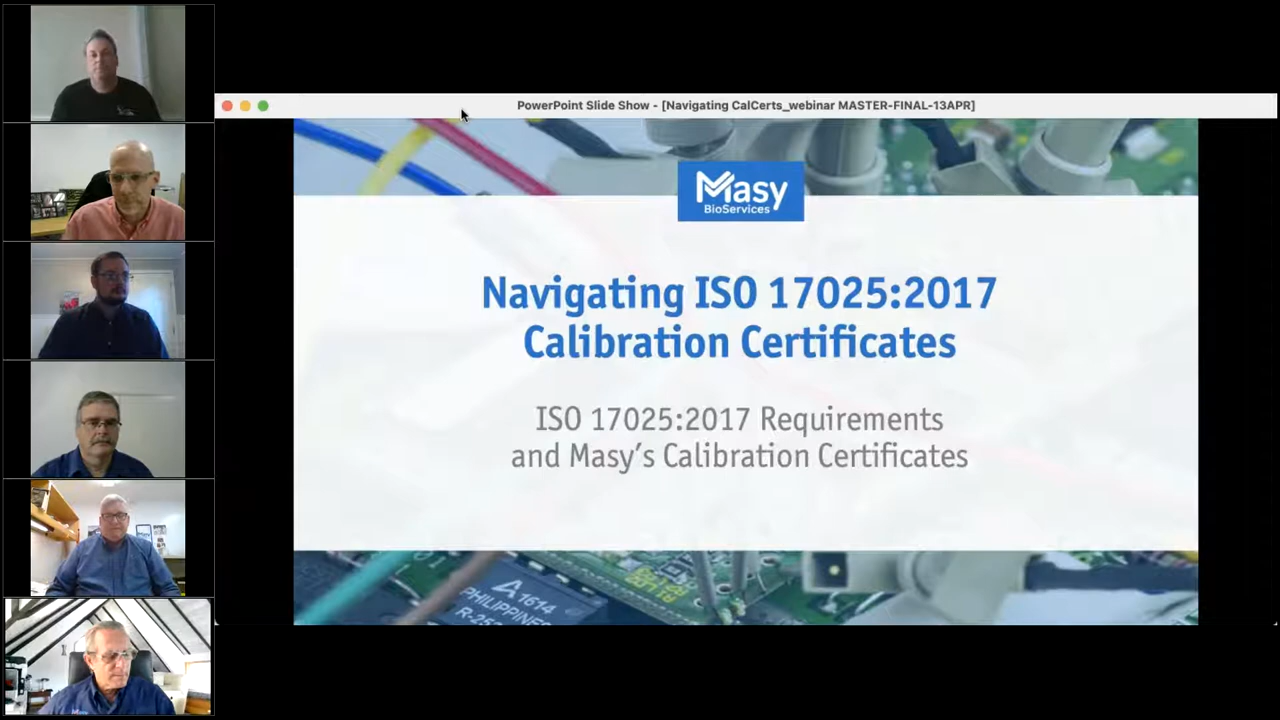 PowerPoint Slide Show - [Navigating CalCerts_webinar MASTER-FINAL-13APR]
Masy
BioServices
Navigating ISO 17025:2017
Calibration Certificates
ISO 17025:2017 Requirements
and Masy's Calibration Certificates
1614
PHILIPPINES
Masy